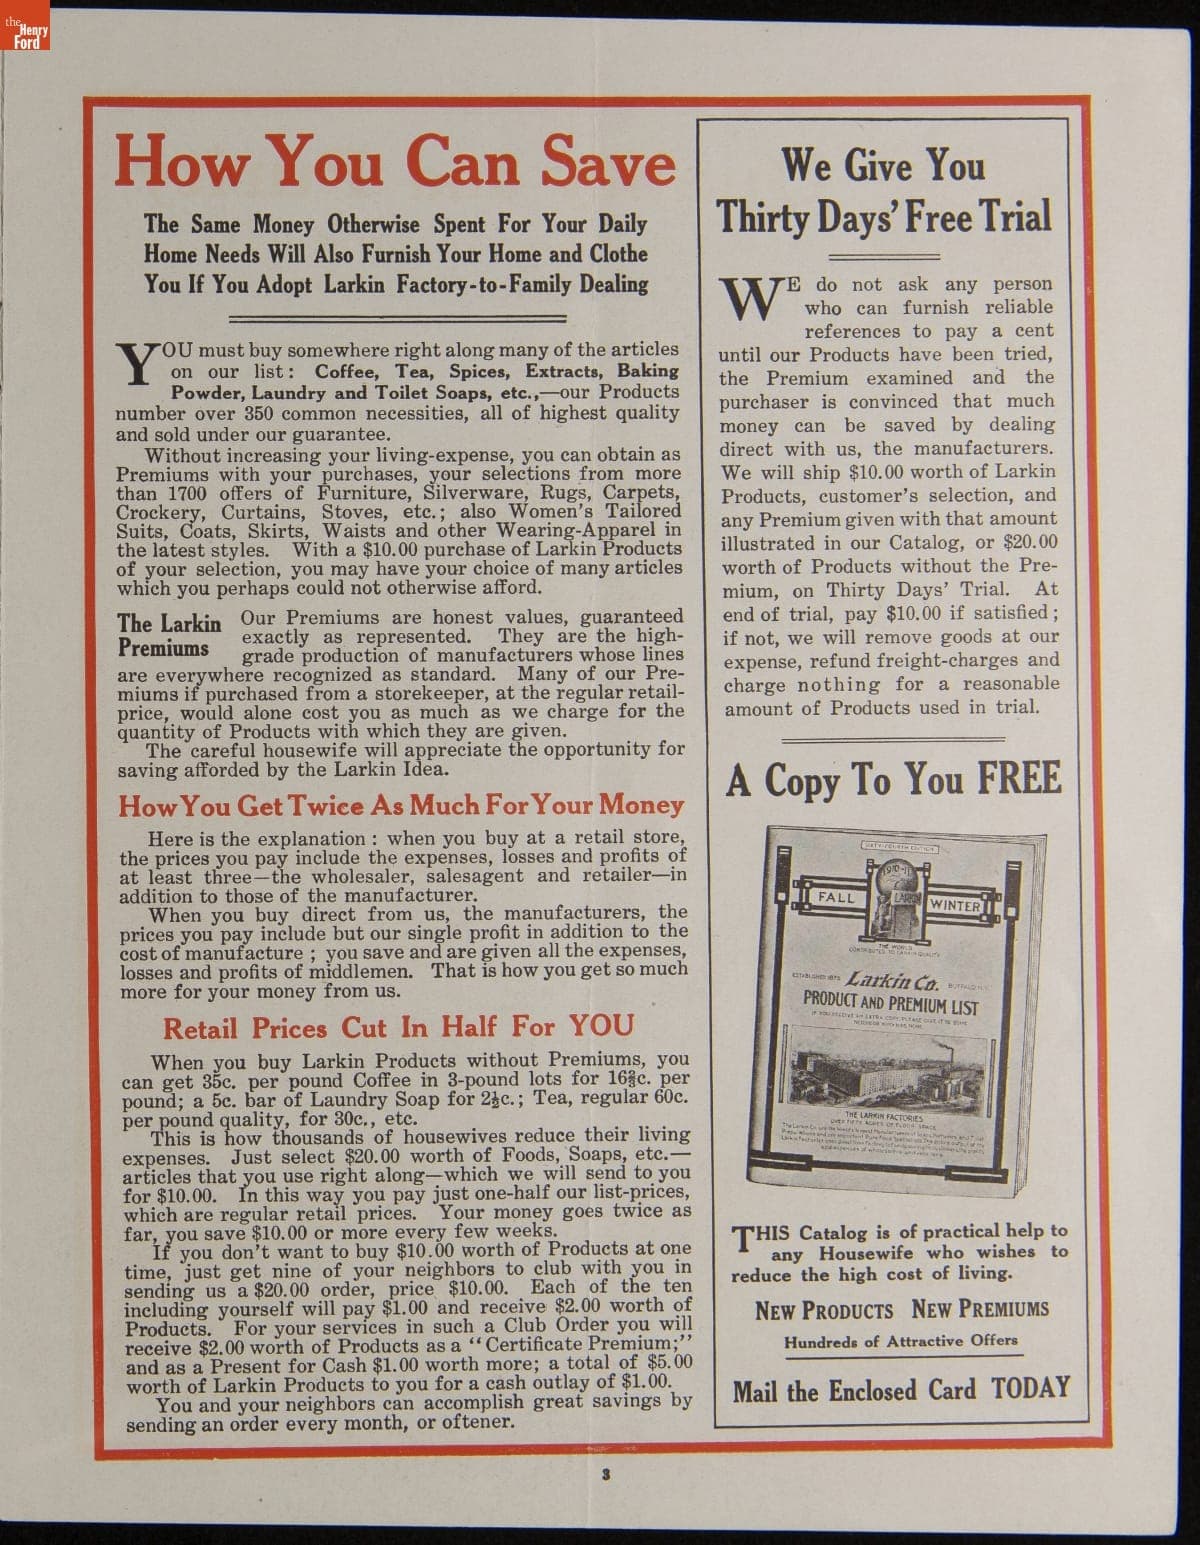 the
Henry
Ford
How You Can Save
The Same Money Otherwise Spent For Your Daily
Home Needs Will Also Furnish Your Home and Clothe
You If You Adopt Larkin Factory-to-Family Dealing
YOU must buy somewhere right along many of the articles
on our list: Coffee, Tea, Spices, Extracts, Baking
Powder, Laundry and Toilet Soaps, etc.,—our Products
number over 350 common necessities, all of highest quality
and sold under our guarantee.
Without increasing your living-expense, you can obtain as
Premiums with your purchases, your selections from more
than 1700 offers of Furniture, Silverware, Rugs, Carpets,
Crockery, Curtains, Stoves, etc.; also Women's Tailored
Suits, Coats, Skirts, Waists and other Wearing-Apparel in
the latest styles. With a $10.00 purchase of Larkin Products
of your selection, you may have your choice of many articles
which you perhaps could not otherwise afford.
The Larkin
Premiums
Our Premiums are honest values, guaranteed
exactly as represented. They are the high-
grade production of manufacturers whose lines
are everywhere recognized as standard. Many of our Pre-
miums if purchased from a storekeeper, at the regular retail-
price, would alone cost you as much as we charge for the
quantity of Products with which they are given.
The careful housewife will appreciate the opportunity for
saving afforded by the Larkin Idea.
How You Get Twice As Much For Your Money
Here is the explanation: when you buy at a retail store,
the prices you pay include the expenses, losses and profits of
at least three—the wholesaler, salesagent and retailer—in
addition to those of the manufacturer.
When you buy direct from us, the manufacturers, the
prices you pay include but our single profit in addition to the
cost of manufacture; you save and are given all the expenses,
losses and profits of middlemen. That is how you get so much
more for your money from us.
Retail Prices Cut In Half For YOU
When you buy Larkin Products without Premiums, you
can get 35c. per pound Coffee in 3-pound lots for 16⅔c. per
pound; a 5c. bar of Laundry Soap for 2½c.; Tea, regular 60c.
per pound quality, for 30c., etc.
This is how thousands of housewives reduce their living
expenses. Just select $20.00 worth of Foods, Soaps, etc.—
articles that you use right along—which we will send to you
for $10.00. In this way you pay just one-half our list-prices,
which are regular retail prices. Your money goes twice as
far, you save $10.00 or more every few weeks.
If you don't want to buy $10.00 worth of Products at one
time, just get nine of your neighbors to club with you in
sending us a $20.00 order, price $10.00. Each of the ten
including yourself will pay $1.00 and receive $2.00 worth of
Products. For your services in such a Club Order you will
receive $2.00 worth of Products as a "Certificate Premium;"
and as a Present for Cash $1.00 worth more; a total of $5.00
worth of Larkin Products to you for a cash outlay of $1.00.
You and your neighbors can accomplish great savings by
sending an order every month, or oftener.
We Give You
Thirty Days' Free Trial
WE do not ask any person
who can furnish reliable
references to pay a cent
until our Products have been tried,
the Premium examined and the
purchaser is convinced that much
money can be saved by dealing
direct with us, the manufacturers.
We will ship $10.00 worth of Larkin
Products, customer's selection, and
any Premium given with that amount
illustrated in our Catalog, or $20.00
worth of Products without the Pre-
mium, on Thirty Days' Trial. At
end of trial, pay $10.00 if satisfied;
if not, we will remove goods at our
expense, refund freight-charges and
charge nothing for a reasonable
amount of Products used in trial.
A Copy To You FREE
SIXTY-FOURTH EDITION
1910-11
FALL LARKIN WINTER
THE WORLD
CONTRIBUTES TO LARKIN QUALITY
ESTABLISHED 1875 Larkin Co. BUFFALO N.Y.
PRODUCT AND PREMIUM LIST
IF YOU RECEIVE AN EXTRA COPY, PLEASE GIVE IT TO SOME
NEIGHBOR WHO HAS NONE
THE LARKIN FACTORIES
OVER FIFTY ACRES OF FLOOR SPACE
THIS Catalog is of practical help to
any Housewife who wishes to
reduce the high cost of living.
NEW PRODUCTS NEW PREMIUMS
Hundreds of Attractive Offers
Mail the Enclosed Card TODAY
3